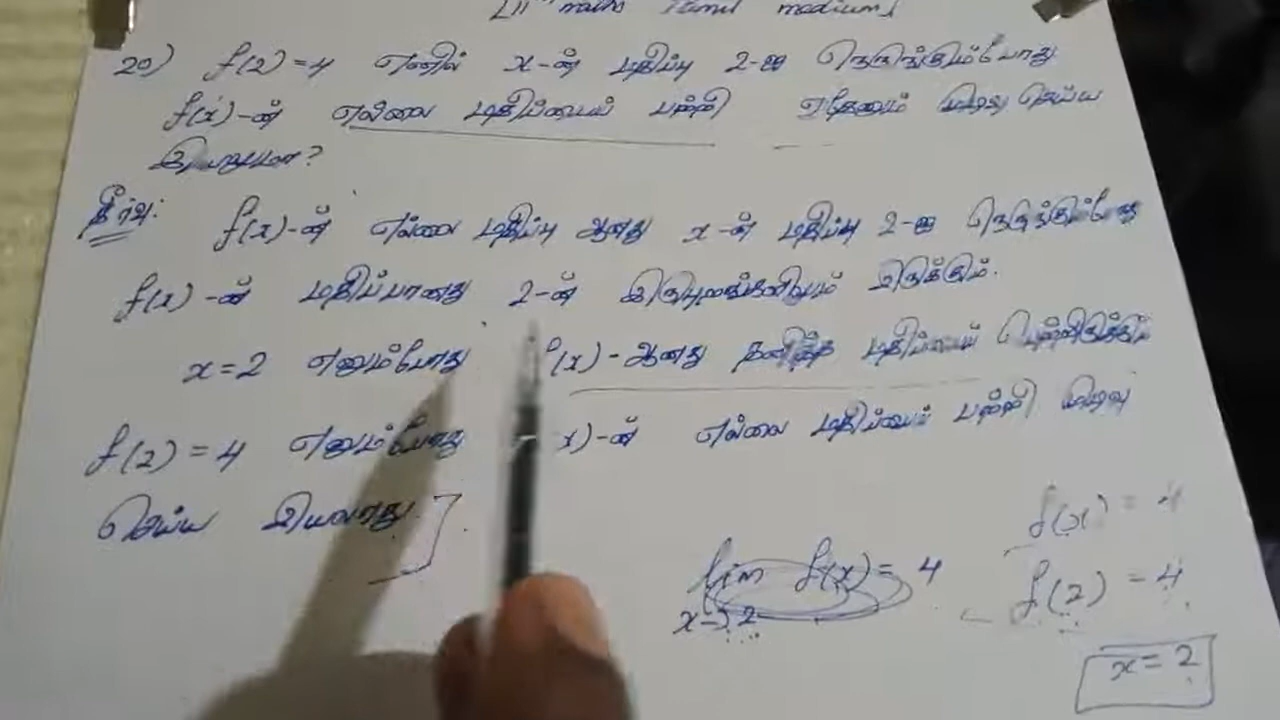 11th maths Tamil medium
20) f(2)=4 எனில் x-ன் மதிப்பு 2-ஐ நெருங்கும்போது
f(x)-ன் எல்லை மதிப்பைப் பற்றி ஏதேனும் முடிவு செய்ய
இயலுமா?
தீர்வு: f(x)-ன் எல்லை மதிப்பு ஆனது x-ன் மதிப்பு 2-ஐ நெருங்கும்போது
f(x)-ன் மதிப்பானது 2-ன் இருபுறங்களிலும் இருக்கும்.
x=2 எனும்போது f(x)-ஆனது தனித்த மதிப்பைப் பெற்றிருக்கும்
f(2)=4 எனும்போது f(x)-ன் எல்லை மதிப்பைப் பற்றி முடிவு
செய்ய இயலாது.
f(x) = 4
lim f(x) = 4
x→2
f(2) = 4
x=2